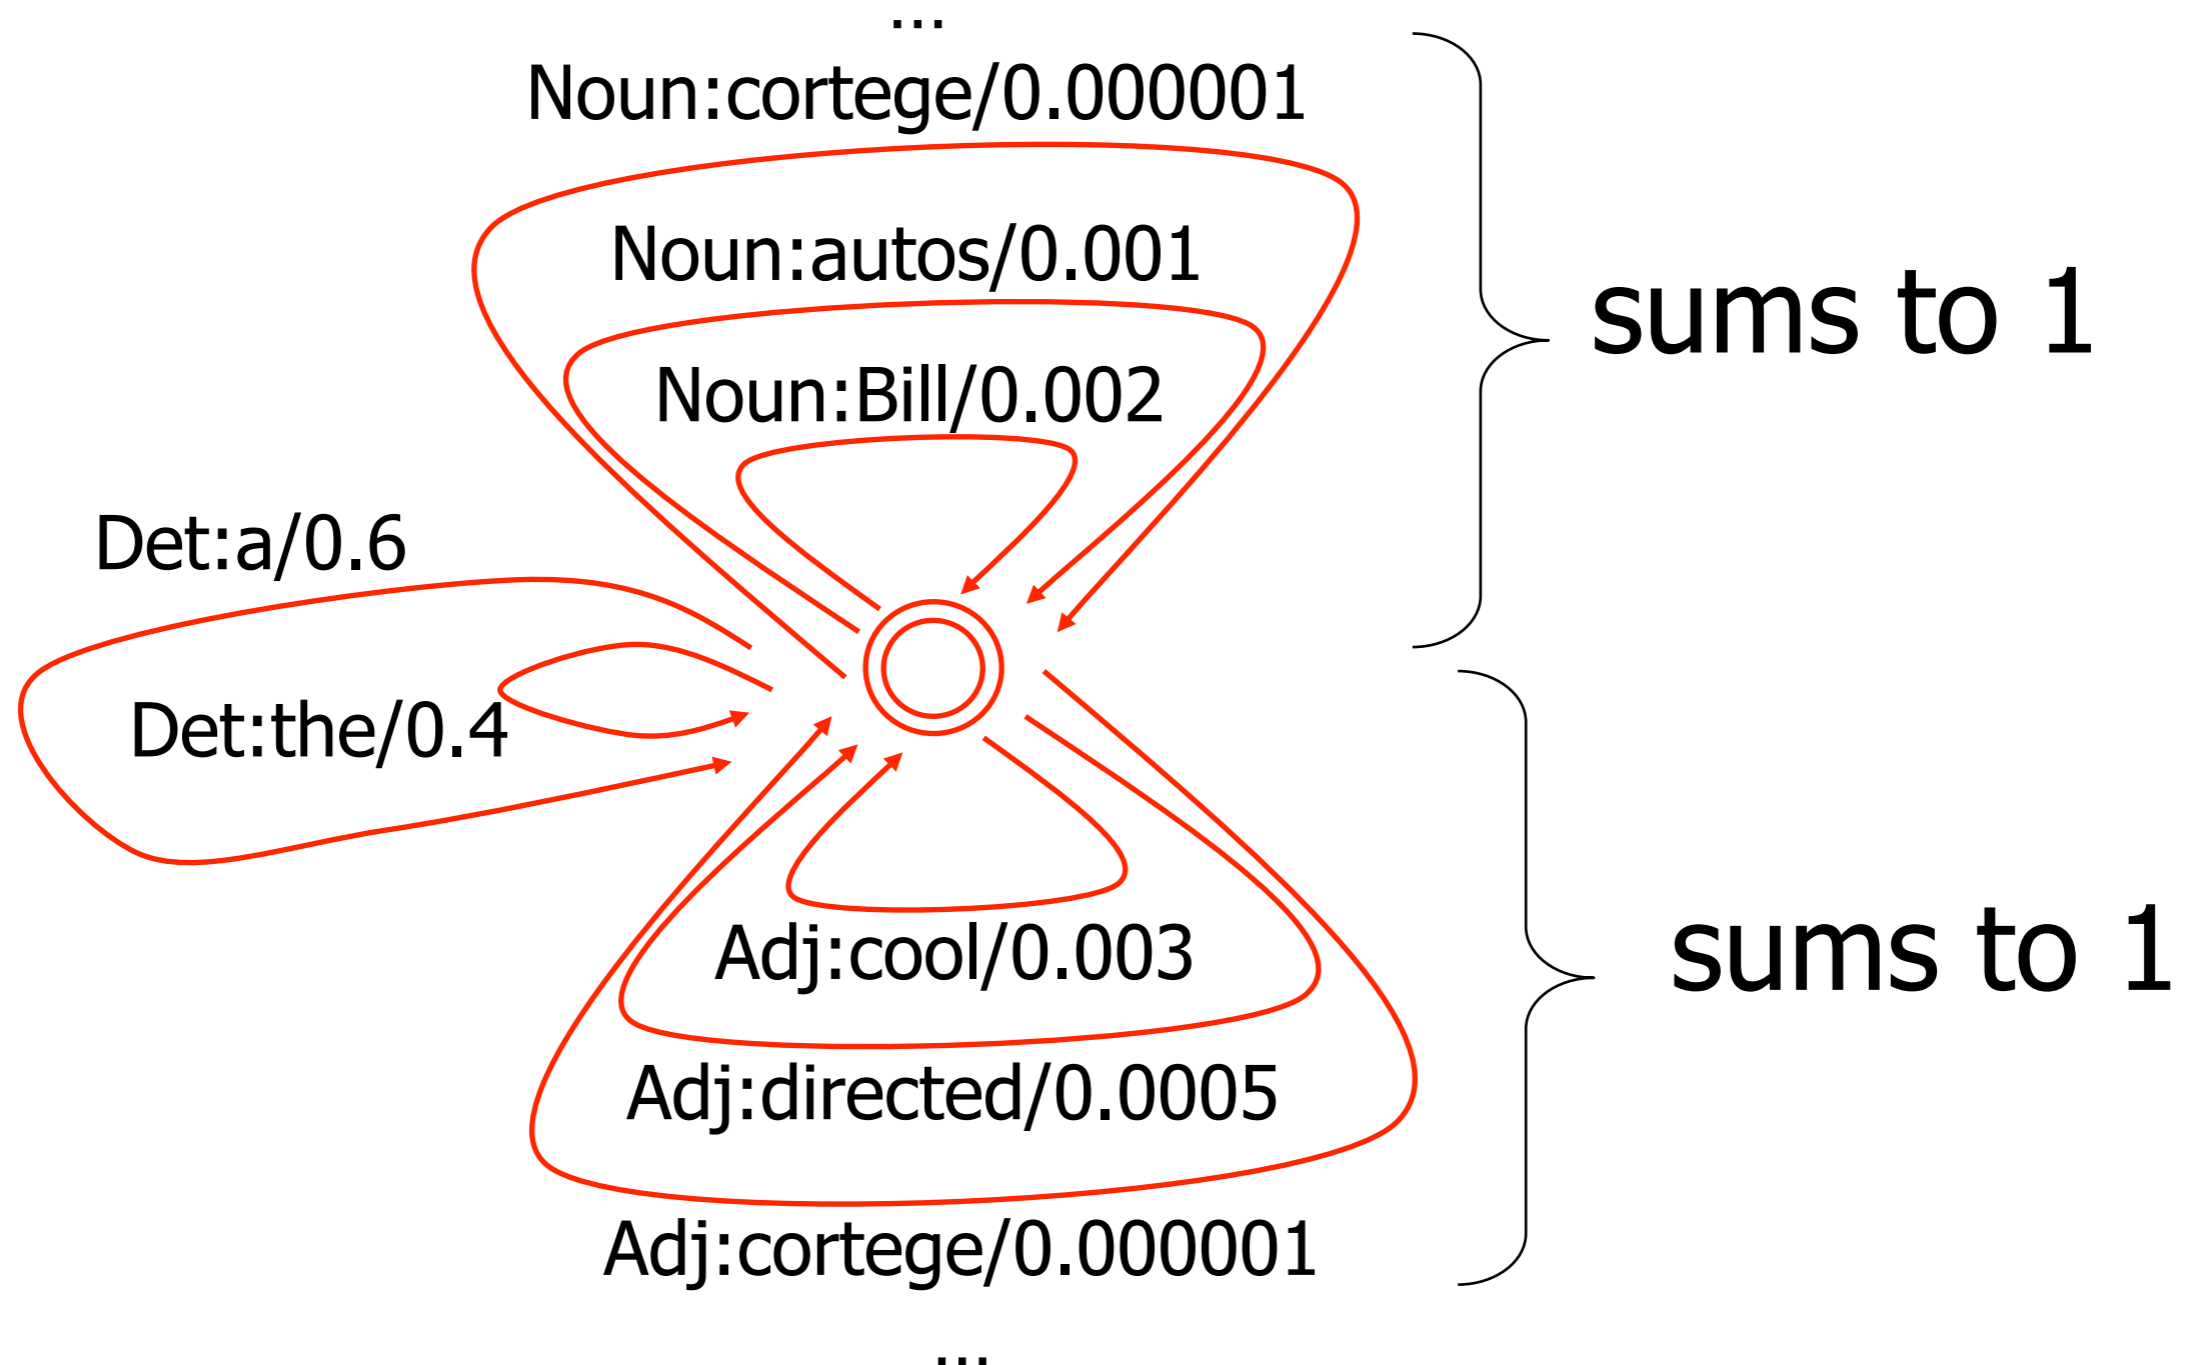 ...
Noun:cortege/0.000001
Noun:autos/0.001
sums to 1
Noun:Bill/0.002
Det:a/0.6
Det:the/0.4
Adj:cool/0.003
sums to 1
Adj:directed/0.0005
Adj:cortege/0.000001
...